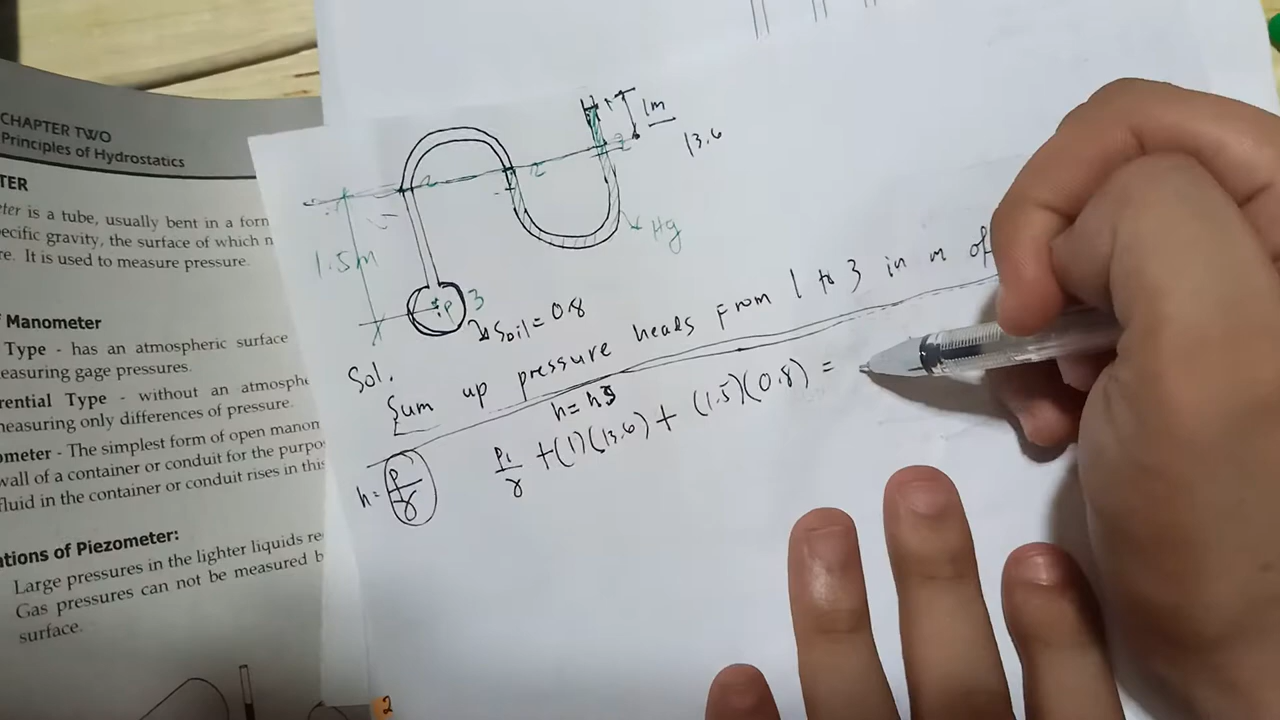 CHAPTER TWO
Principles of Hydrostatics
TER
eter is a tube, usually bent in a form
ecific gravity, the surface of which
re. It is used to measure pressure.
Manometer
Type - has an atmospheric surface
easuring gage pressures.
rential Type - without an atmosphe
measuring only differences of pressure.
ometer - The simplest form of open manon
wall of a container or conduit for the purpo
fluid in the container or conduit rises in this
tions of Piezometer:
Large pressures in the lighter liquids re
Gas pressures can not be measured b
surface.
1m
13.6
2
Hg
1.5m
P 3
Soil = 0.8
Sol.
Sum up pressure heads from 1 to 3 in m of
h = h3
h = P/γ
P1/γ + (1)(13.6) + (1.5)(0.8) =
2